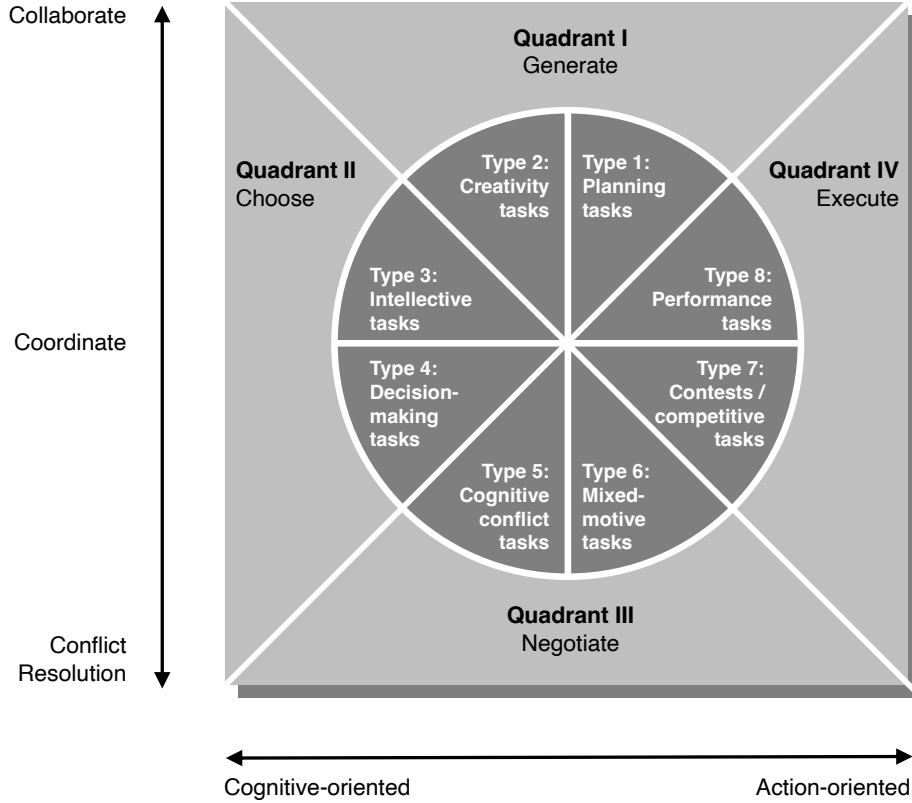 Collaborate
Quadrant I
Generate
Quadrant II
Choose
Quadrant IV
Execute
Type 2:
Creativity
tasks
Type 1:
Planning
tasks
Type 3:
Intellective
tasks
Type 8:
Performance
tasks
Coordinate
Type 4:
Decision-
making
tasks
Type 7:
Contests /
competitive
tasks
Type 5:
Cognitive
conflict
tasks
Type 6:
Mixed-
motive
tasks
Quadrant III
Negotiate
Conflict
Resolution
Cognitive-oriented
Action-oriented